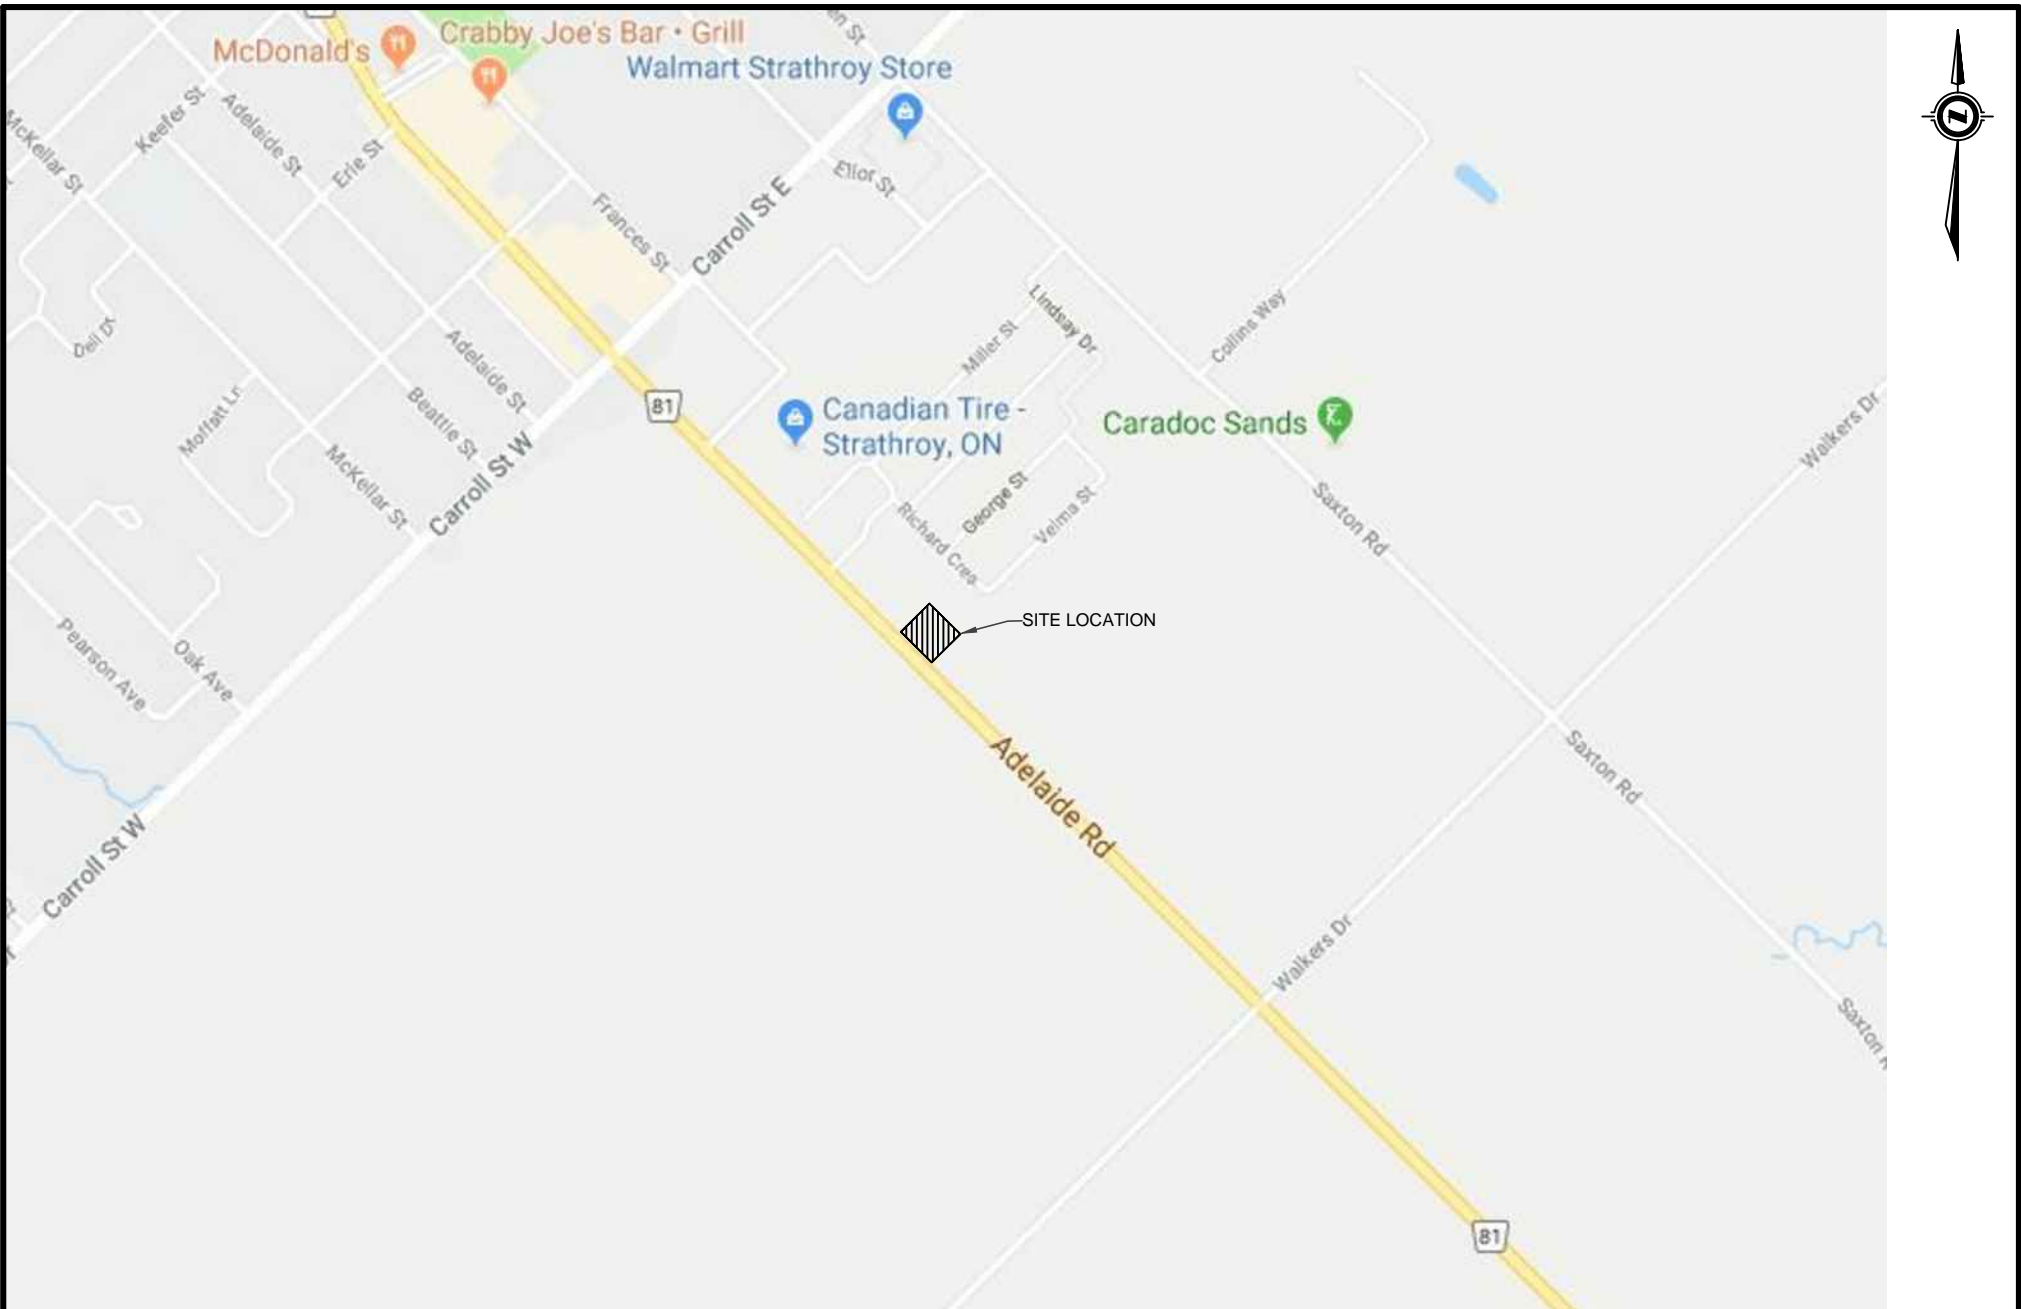 McDonald's
Crabby Joe's Bar • Grill
Walmart Strathroy Store
Keefer St
Adelaide St
McKellar St
Erie St
Eliot St
Frances St
Carroll St E
Lindsay Dr
Collins Way
Miller St
Dell Dr
Adelaide St
Moffatt Ln
Beattie St
81
Canadian Tire -
Strathroy, ON
Caradoc Sands
Walkers Dr
McKellar St
Carroll St W
George St
Velma St
Richard Cres
Saxton Rd
SITE LOCATION
Pearson Ave
Oak Ave
Adelaide Rd
Saxton Rd
Carroll St W
Walkers Dr
Saxton
81
N